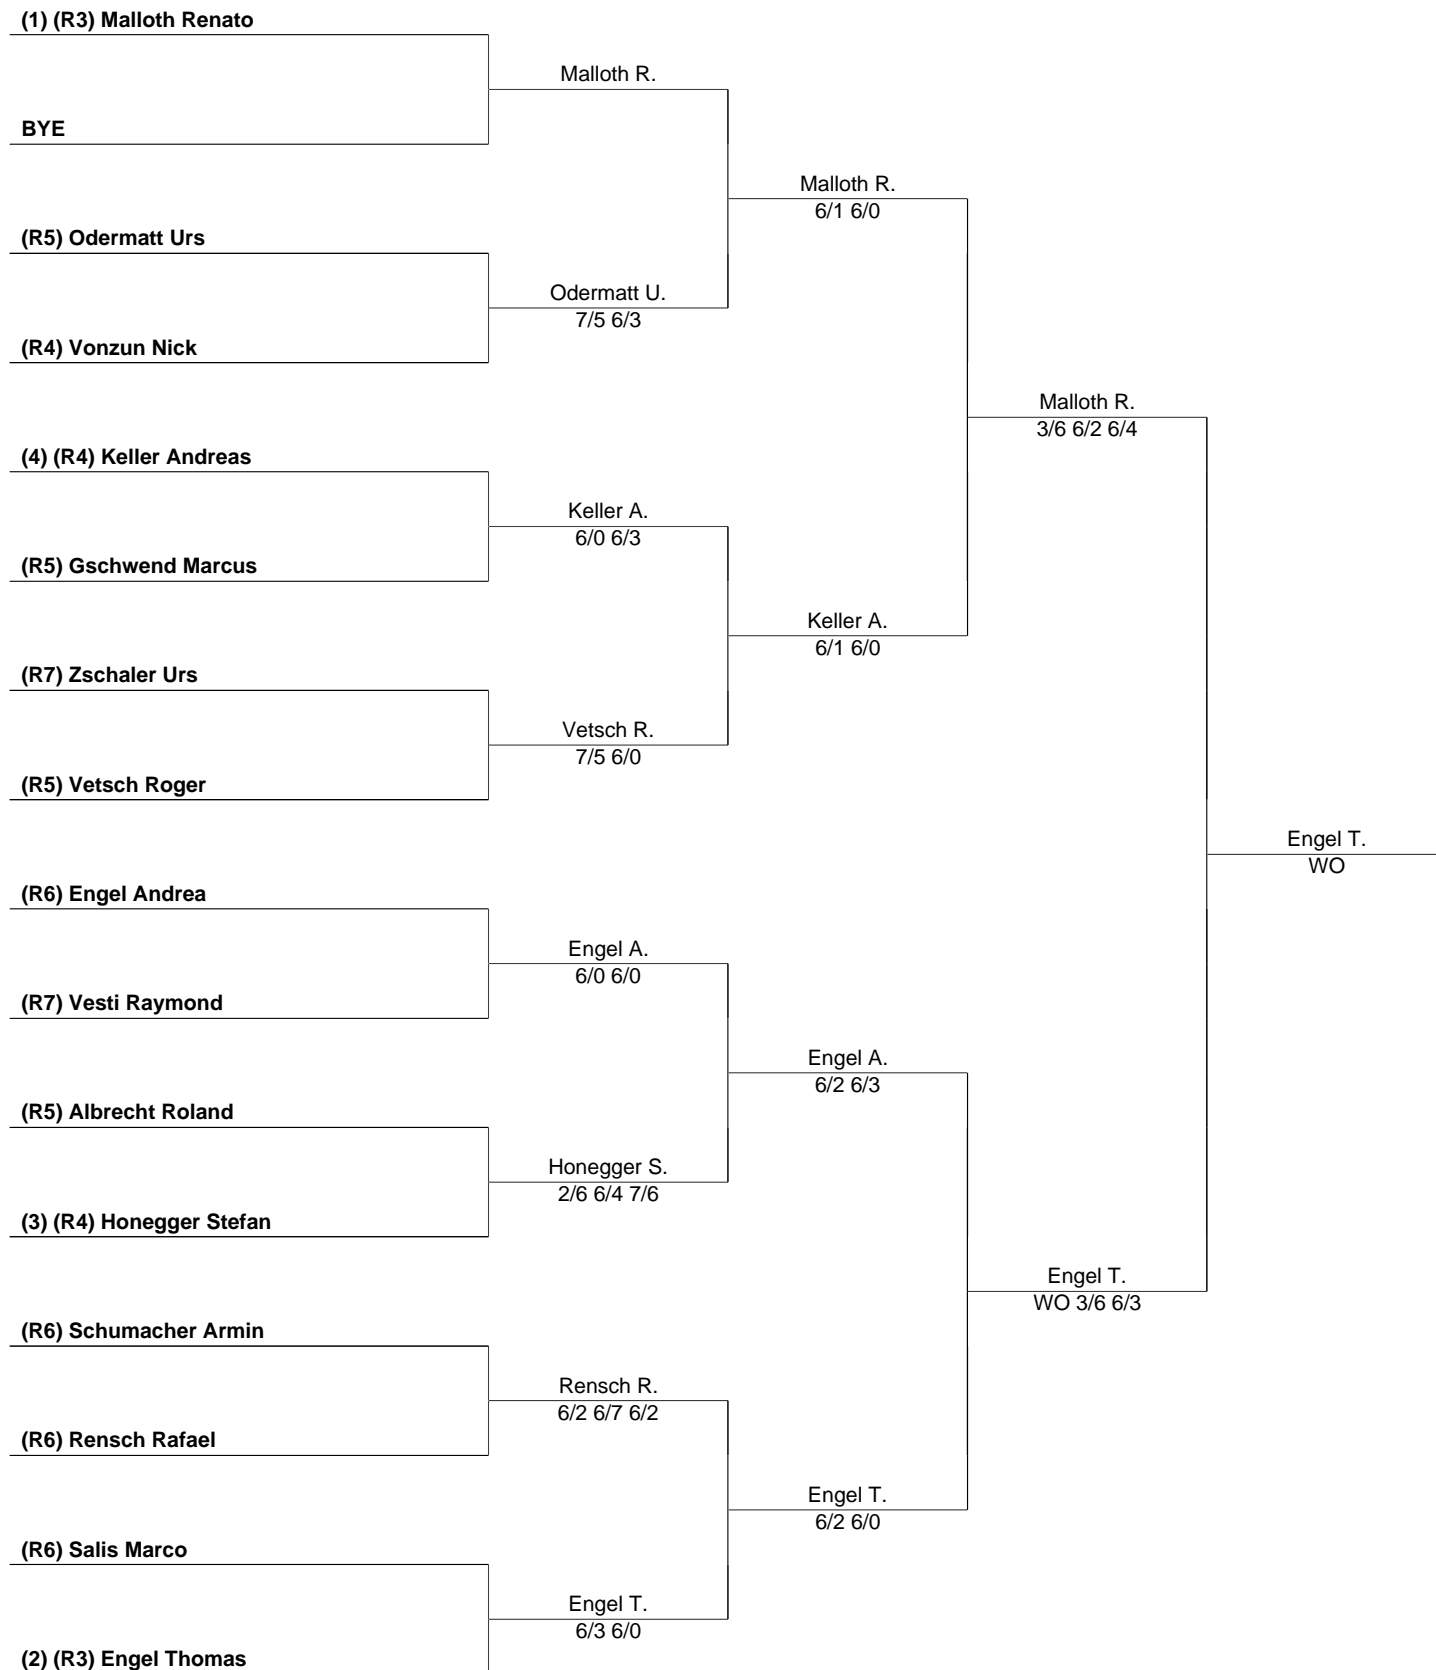 (1) (R3) Malloth Renato
Malloth R.
BYE
Malloth R.
6/1 6/0
(R5) Odermatt Urs
Odermatt U.
7/5 6/3
(R4) Vonzun Nick
Malloth R.
3/6 6/2 6/4
(4) (R4) Keller Andreas
Keller A.
6/0 6/3
(R5) Gschwend Marcus
Keller A.
6/1 6/0
(R7) Zschaler Urs
Vetsch R.
7/5 6/0
(R5) Vetsch Roger
Engel T.
WO
(R6) Engel Andrea
Engel A.
6/0 6/0
(R7) Vesti Raymond
Engel A.
6/2 6/3
(R5) Albrecht Roland
Honegger S.
2/6 6/4 7/6
(3) (R4) Honegger Stefan
Engel T.
WO 3/6 6/3
(R6) Schumacher Armin
Rensch R.
6/2 6/7 6/2
(R6) Rensch Rafael
Engel T.
6/2 6/0
(R6) Salis Marco
Engel T.
6/3 6/0
(2) (R3) Engel Thomas